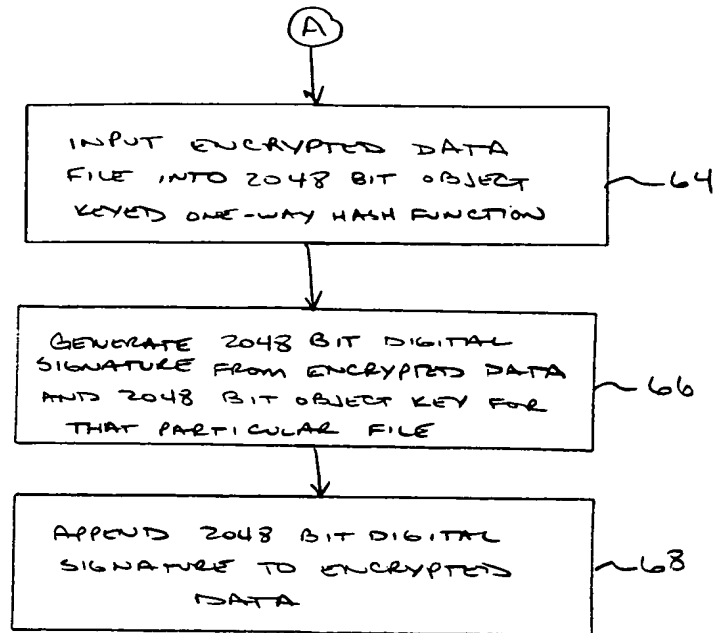 A
INPUT ENCRYPTED DATA
FILE INTO 2048 BIT OBJECT
KEYED ONE-WAY HASH FUNCTION
64
GENERATE 2048 BIT DIGITAL
SIGNATURE FROM ENCRYPTED DATA
AND 2048 BIT OBJECT KEY FOR
THAT PARTICULAR FILE
66
APPEND 2048 BIT DIGITAL
SIGNATURE TO ENCRYPTED
DATA
68